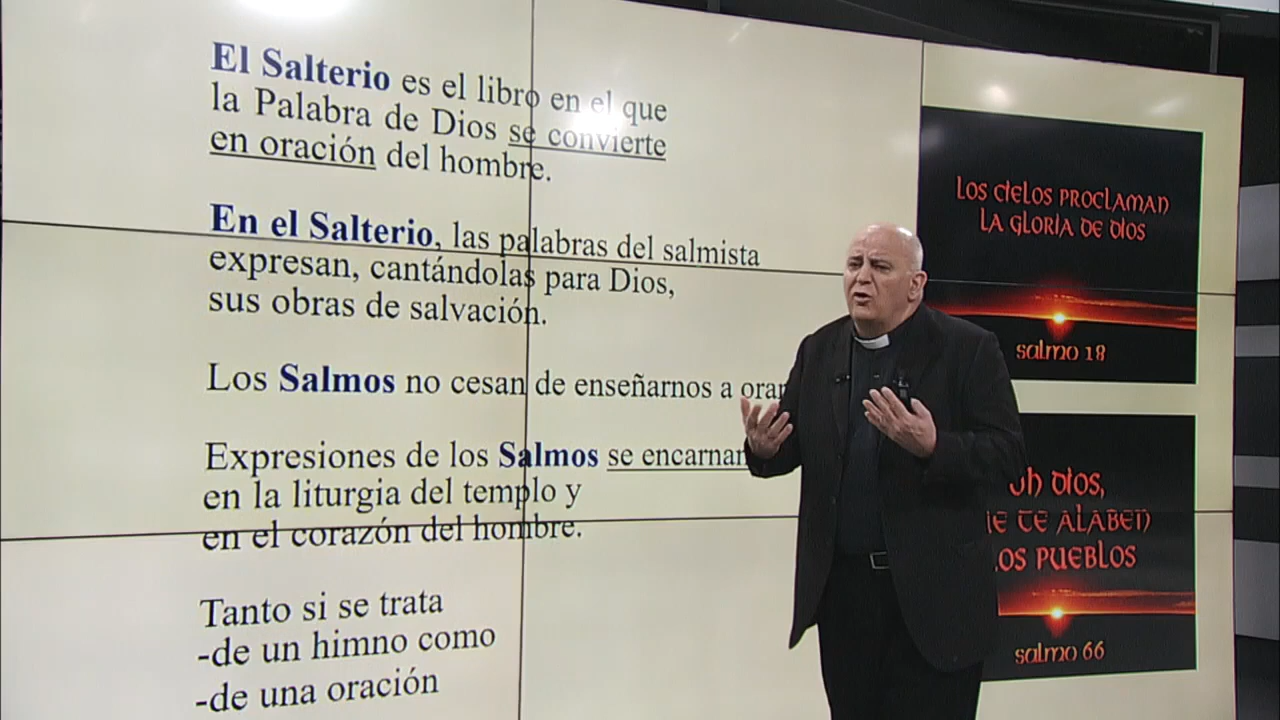 El Salterio es el libro en el que
la Palabra de Dios se convierte
en oración del hombre.
En el Salterio, las palabras del salmista
expresan, cantándolas para Dios,
sus obras de salvación.
Los Salmos no cesan de enseñarnos a orar
Expresiones de los Salmos se encarnan
en la liturgia del templo y
en el corazón del hombre.
Tanto si se trata
-de un himno como
-de una oración
LOS CIELOS PROCLAMAN
LA GLORIA DE DIOS
salmo 18
Oh DIOS,
TE ALABEN
LOS PUEBLOS
salmo 66